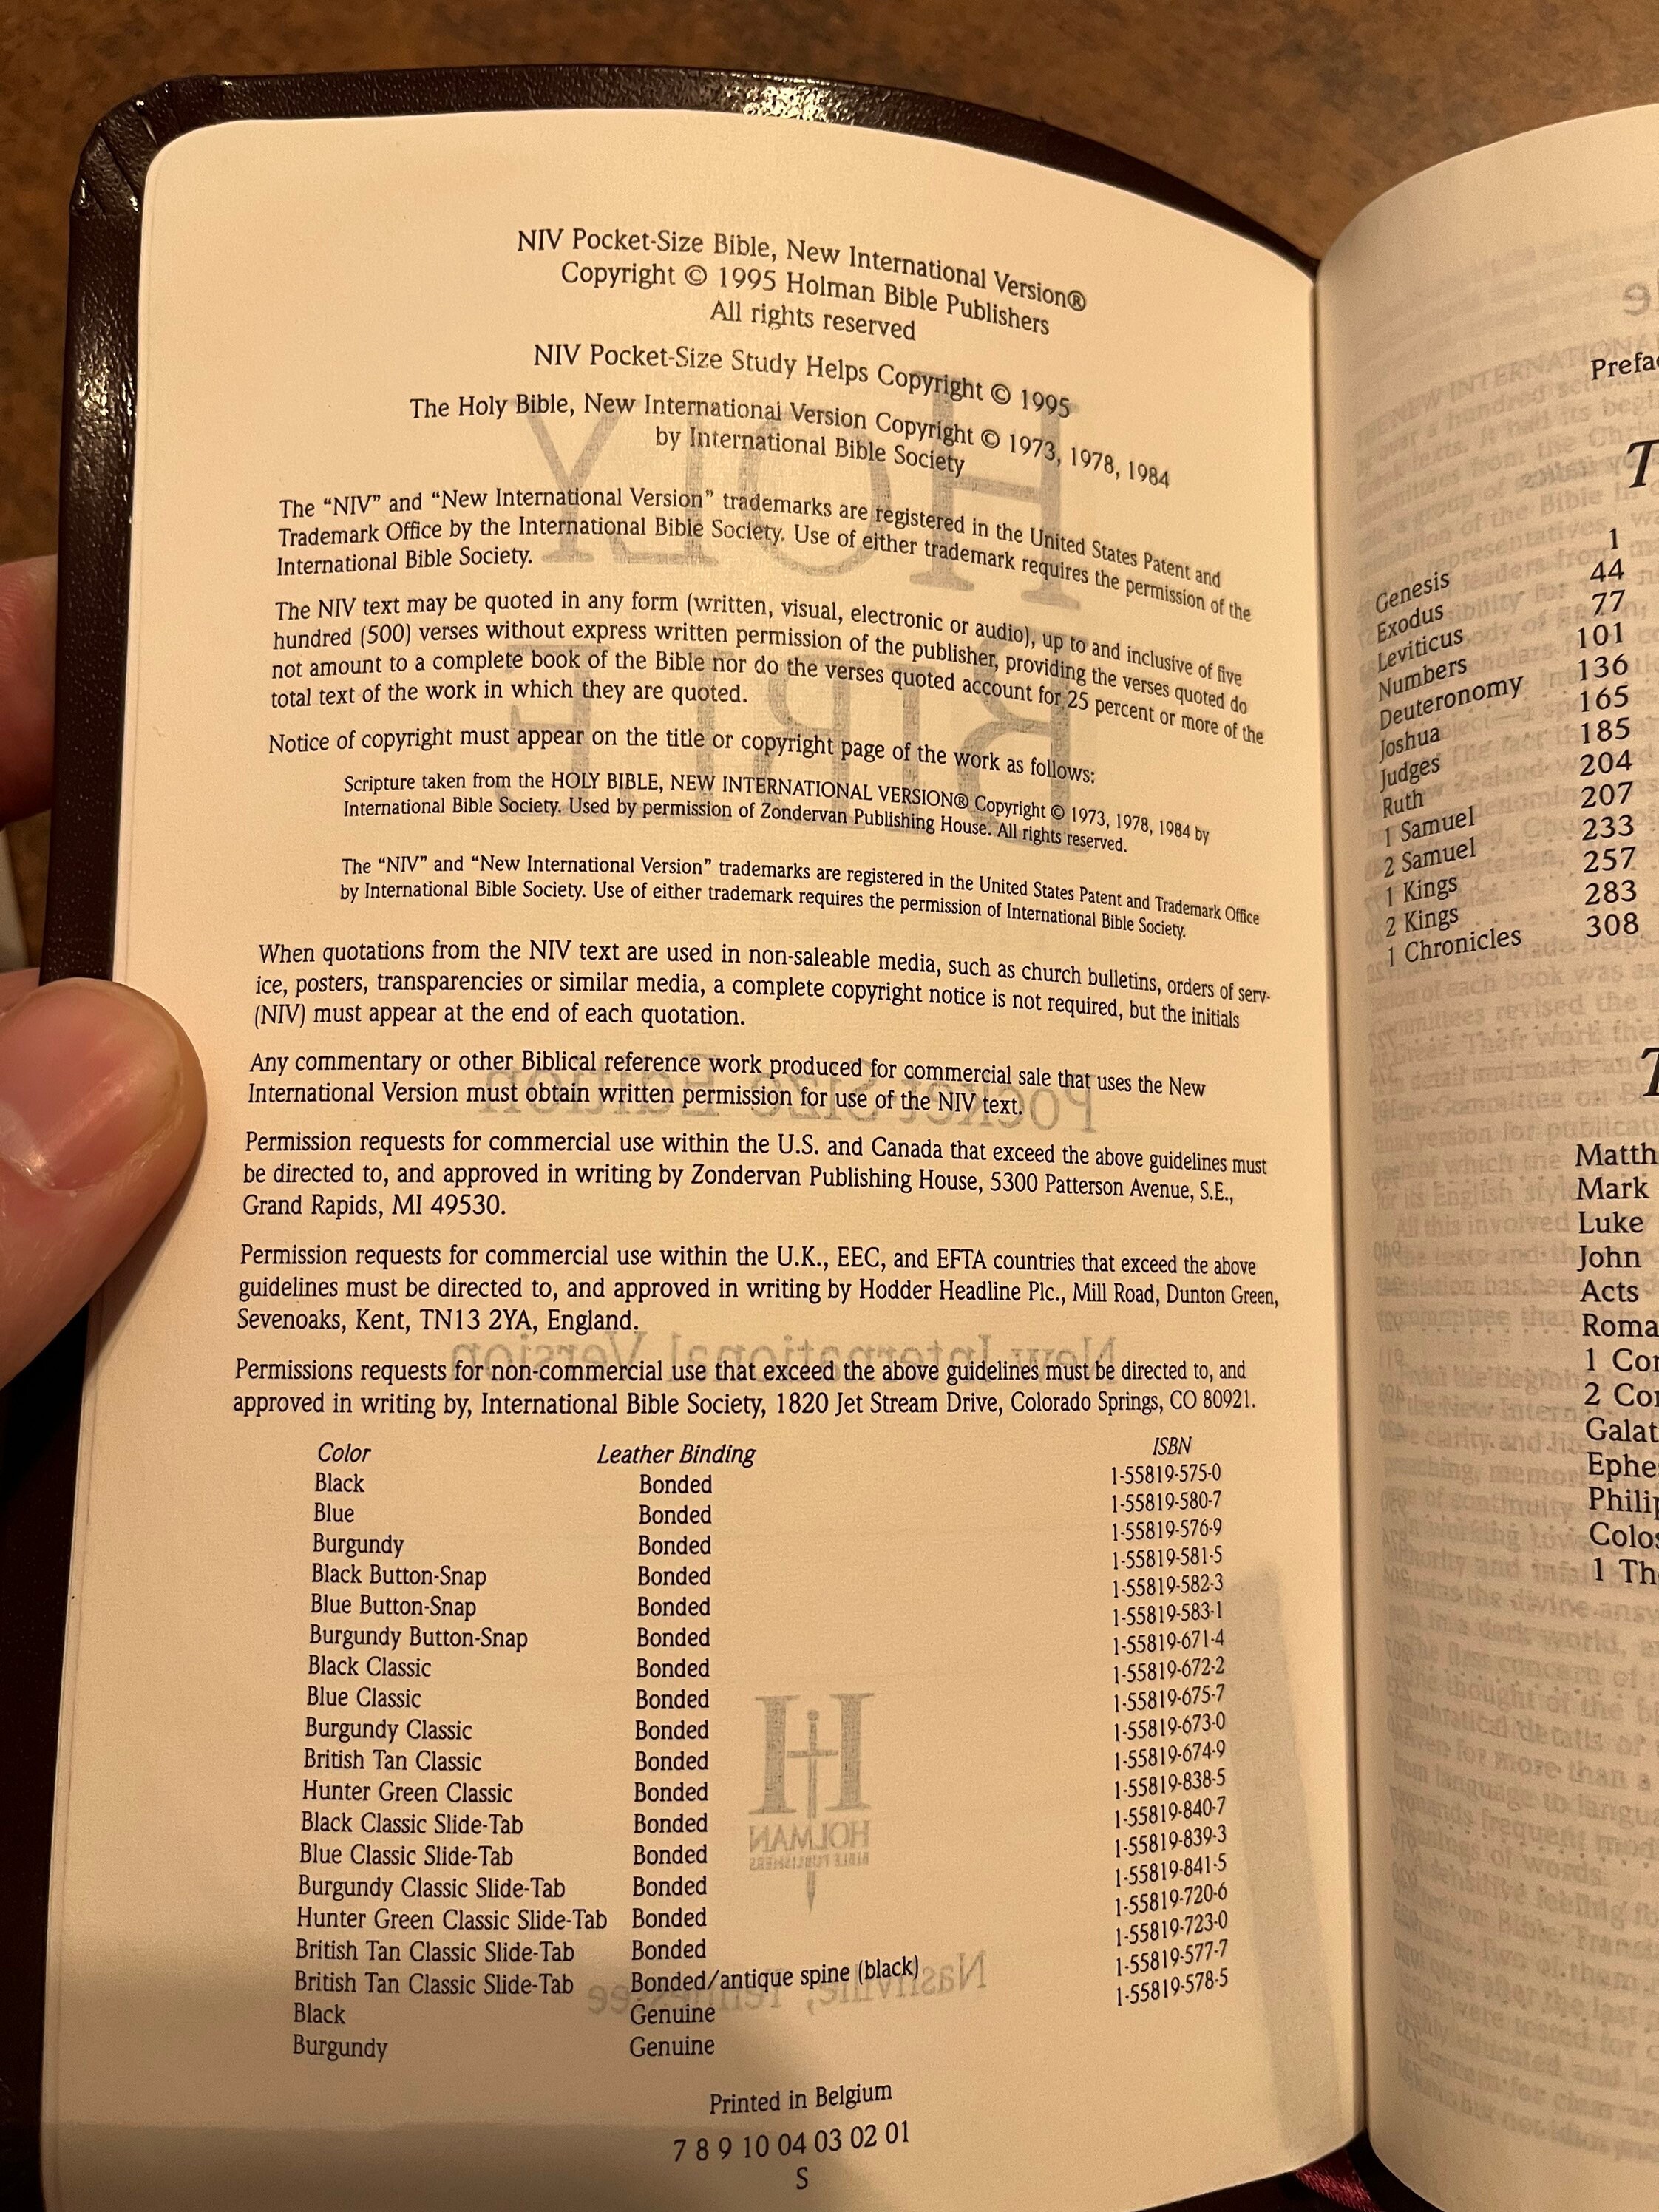 NIV Pocket-Size Bible, New International Version®
Copyright © 1995 Holman Bible Publishers
All rights reserved
NIV Pocket-Size Study Helps Copyright © 1995
The Holy Bible, New International Version Copyright © 1973, 1978, 1984
by International Bible Society
The “NIV” and “New International Version” trademarks are registered in the United States Patent and
Trademark Office by the International Bible Society. Use of either trademark requires the permission of the
International Bible Society.
The NIV text may be quoted in any form (written, visual, electronic or audio), up to and inclusive of five
hundred (500) verses without express written permission of the publisher, providing the verses quoted do
not amount to a complete book of the Bible nor do the verses quoted account for 25 percent or more of the
total text of the work in which they are quoted.
Notice of copyright must appear on the title or copyright page of the work as follows:
Scripture taken from the HOLY BIBLE, NEW INTERNATIONAL VERSION® Copyright © 1973, 1978, 1984 by
International Bible Society. Used by permission of Zondervan Publishing House. All rights reserved.
The “NIV” and “New International Version” trademarks are registered in the United States Patent and Trademark Office
by International Bible Society. Use of either trademark requires the permission of International Bible Society.
When quotations from the NIV text are used in non-saleable media, such as church bulletins, orders of serv-
ice, posters, transparencies or similar media, a complete copyright notice is not required, but the initials
(NIV) must appear at the end of each quotation.
Any commentary or other Biblical reference work produced for commercial sale that uses the New
International Version must obtain written permission for use of the NIV text.
Permission requests for commercial use within the U.S. and Canada that exceed the above guidelines must
be directed to, and approved in writing by Zondervan Publishing House, 5300 Patterson Avenue, S.E.,
Grand Rapids, MI 49530.
Permission requests for commercial use within the U.K., EEC, and EFTA countries that exceed the above
guidelines must be directed to, and approved in writing by Hodder Headline Plc., Mill Road, Dunton Green,
Sevenoaks, Kent, TN13 2YA, England.
Permissions requests for non-commercial use that exceed the above guidelines must be directed to, and
approved in writing by, International Bible Society, 1820 Jet Stream Drive, Colorado Springs, CO 80921.
Color Leather Binding ISBN
Black Bonded 1-55819-575-0
Blue Bonded 1-55819-580-7
Burgundy Bonded 1-55819-576-9
Black Button-Snap Bonded 1-55819-581-5
Blue Button-Snap Bonded 1-55819-582-3
Burgundy Button-Snap Bonded 1-55819-583-1
Black Classic Bonded 1-55819-671-4
Blue Classic Bonded 1-55819-672-2
Burgundy Classic Bonded 1-55819-675-7
British Tan Classic Bonded 1-55819-673-0
Hunter Green Classic Bonded 1-55819-674-9
Black Classic Slide-Tab Bonded 1-55819-838-5
Blue Classic Slide-Tab Bonded 1-55819-840-7
Burgundy Classic Slide-Tab Bonded 1-55819-839-3
Hunter Green Classic Slide-Tab Bonded 1-55819-841-5
British Tan Classic Slide-Tab Bonded 1-55819-720-6
British Tan Classic Slide-Tab Bonded/antique spine (black) 1-55819-723-0
Black Genuine 1-55819-577-7
Burgundy Genuine 1-55819-578-5
Printed in Belgium
7 8 9 10 04 03 02 01
S
Prefa
T
Genesis 1
Exodus 44
Leviticus 77
Numbers 101
Deuteronomy 136
Joshua 165
Judges 185
Ruth 204
1 Samuel 207
2 Samuel 233
1 Kings 257
2 Kings 283
1 Chronicles 308
T
Matth
Mark
Luke
John
Acts
Roma
1 Cor
2 Cor
Galat
Ephe
Philip
Colos
1 The